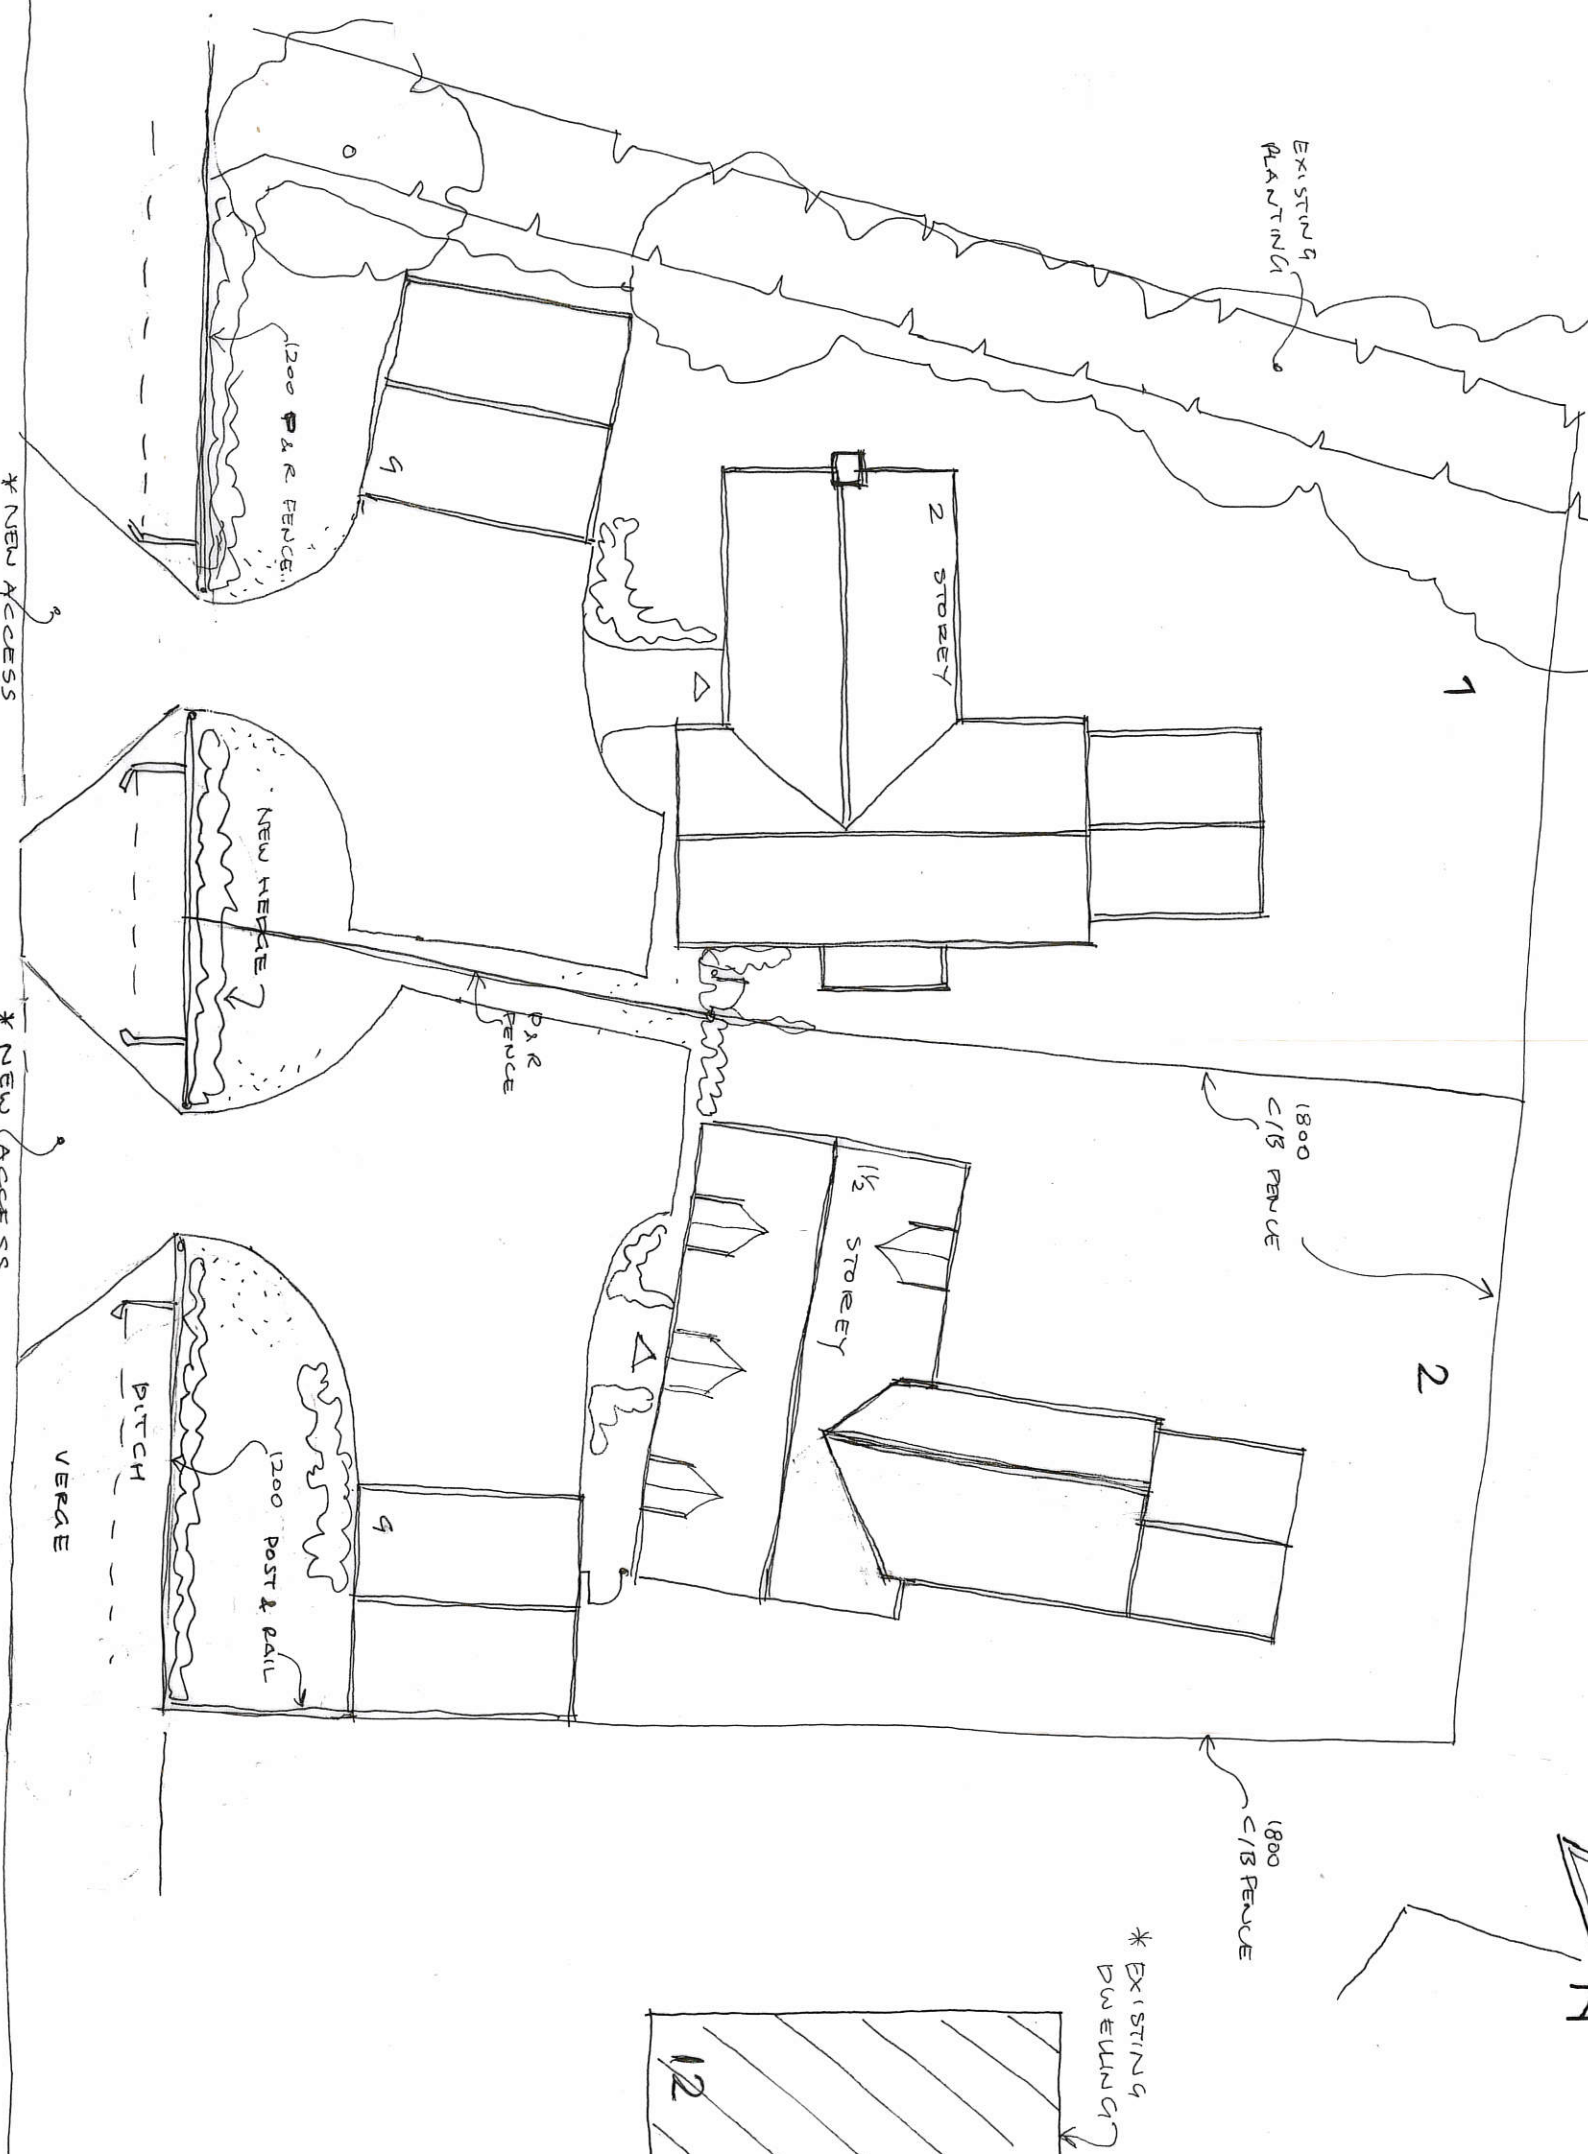 EXISTING
PLANTING
1
2
N
1800
C/B FENCE
1800
C/B FENCE
2 STOREY
1½ STOREY
* EXISTING
DWELLING
12
P & R
FENCE
G
G
1200 P & R FENCE
NEW HEDGE
1200 POST & RAIL
DITCH
VERGE
* NEW ACCESS
* NEW ACCESS